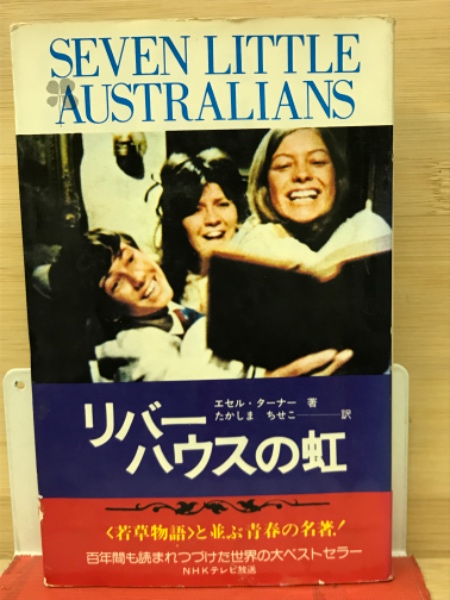 SEVEN LITTLE
AUSTRALIANS
エセル・ターナー 著
たかしま ちせこ———訳
リバー
ハウスの虹
〈若草物語〉と並ぶ青春の名著!
百年間も読まれつづけた世界の大ベストセラー
NHKテレビ放送